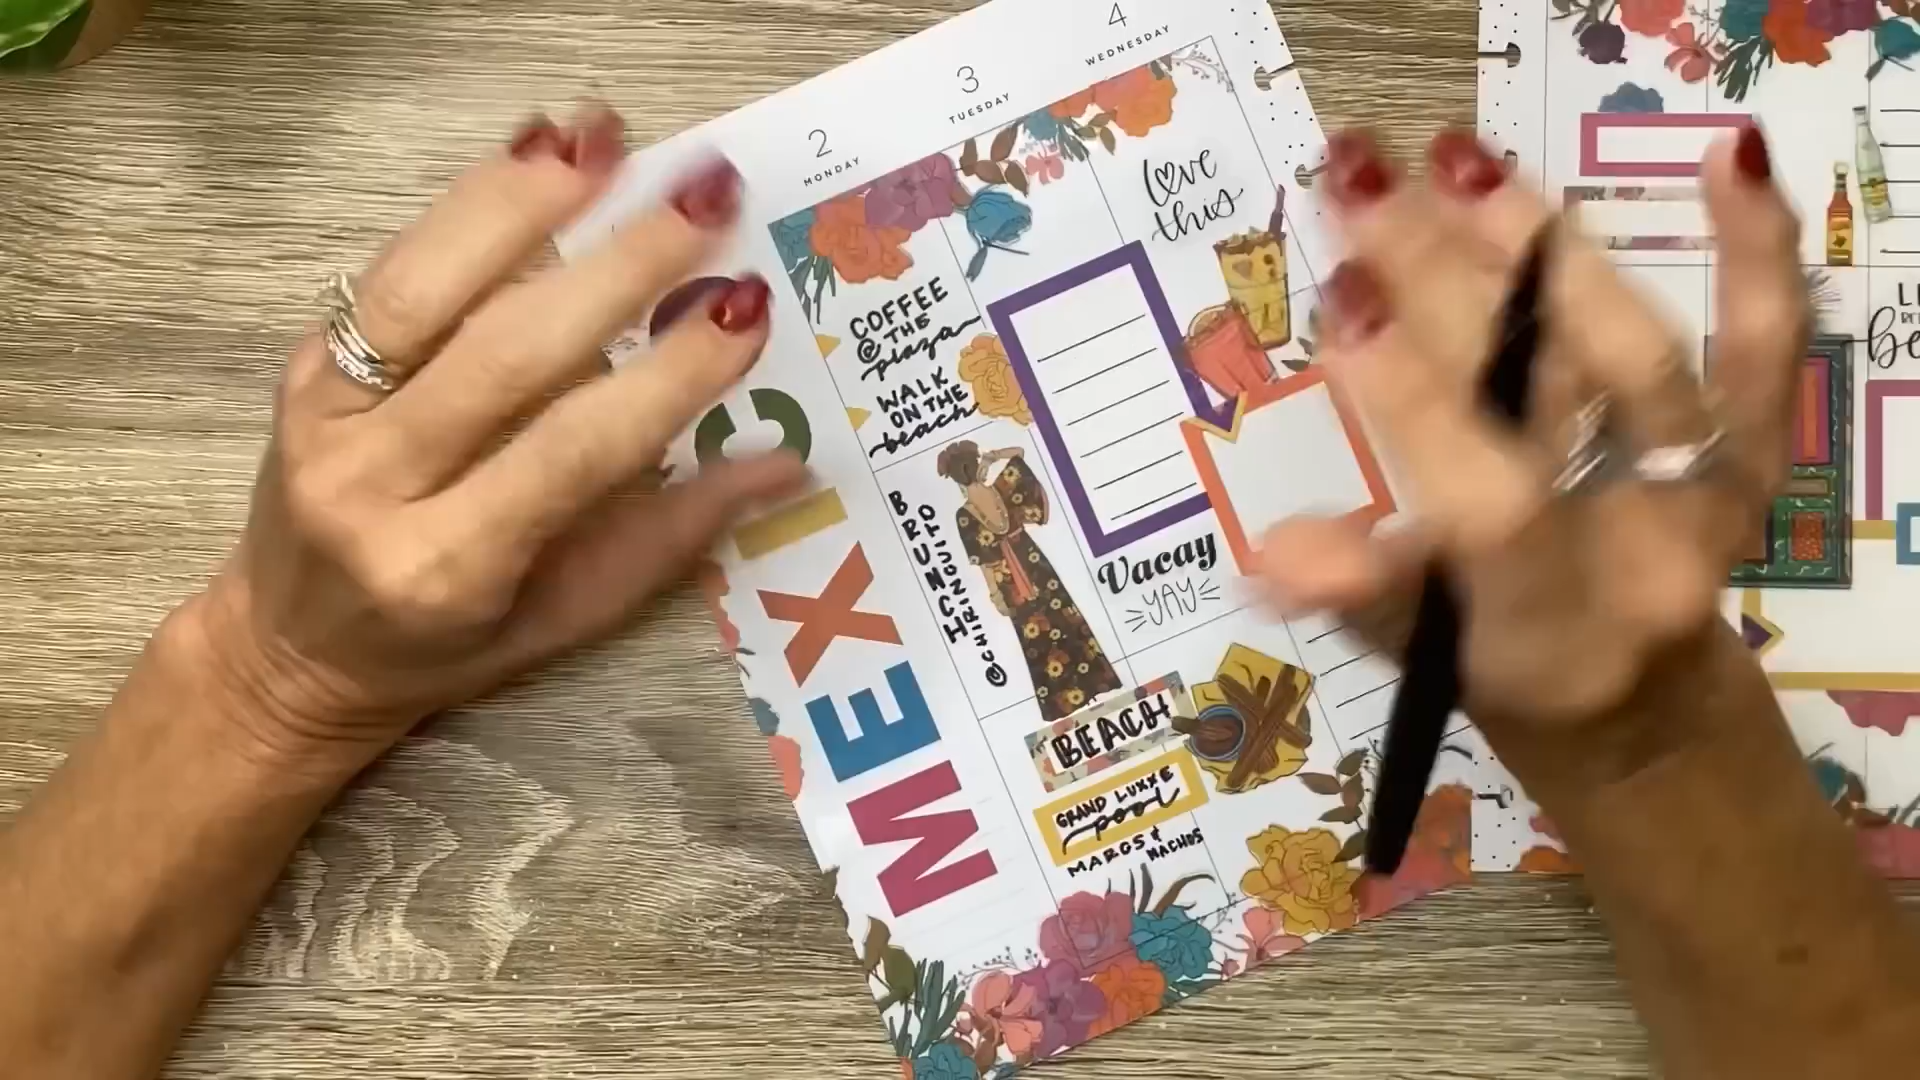 2
MONDAY
3
TUESDAY
4
WEDNESDAY
MEXIC
COFFEE
@ THE
plaza
WALK
ON THE
beach
BRUNCH
@CHIRINGUITO
love
this
Vacay
YAY
BEACH
GRAND LUXXE
pool
MARGS &
NACHOS